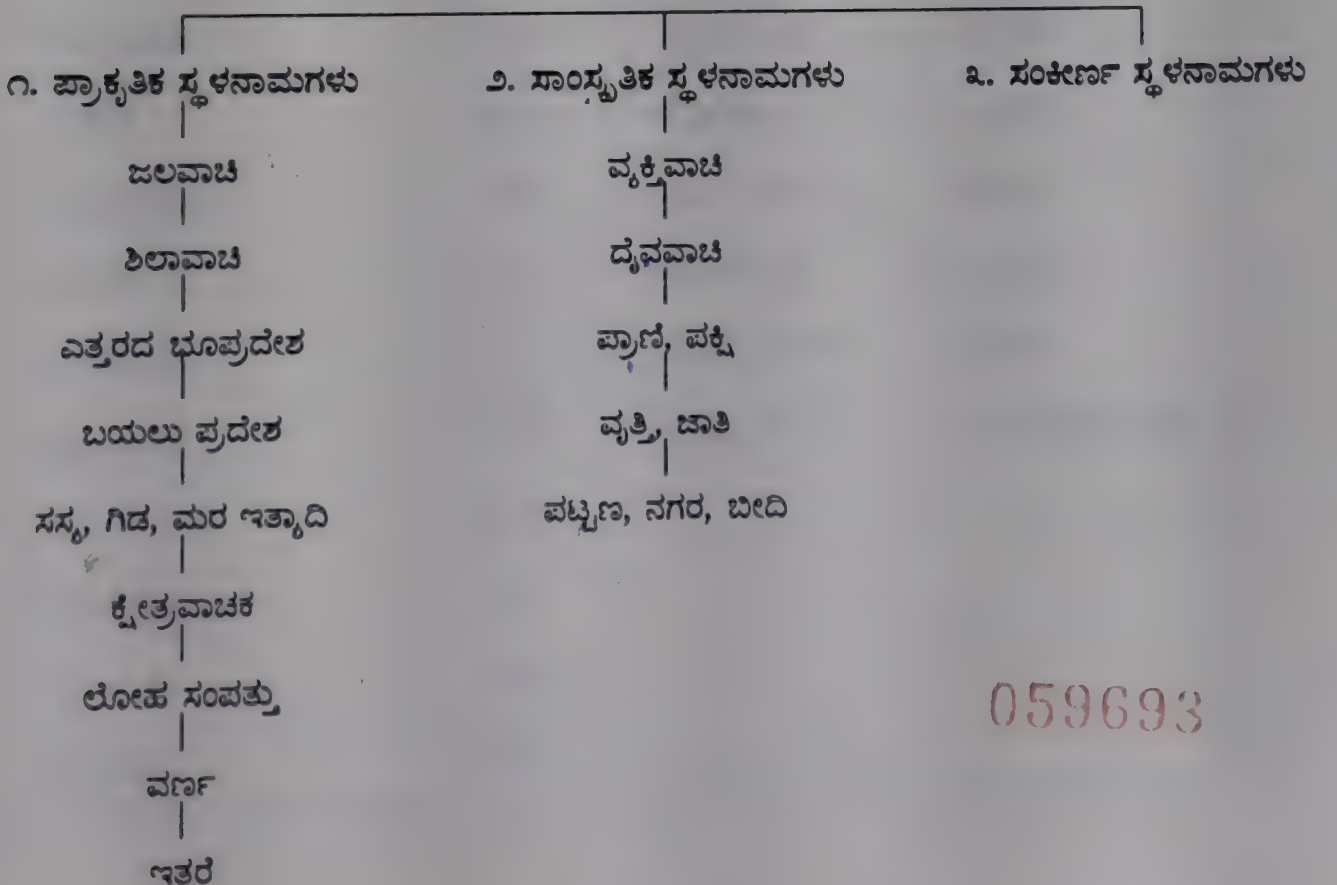 ೧. ಪ್ರಾಕೃತಿಕ ಸ್ಥಳನಾಮಗಳು
ಜಲವಾಚಿ
ಶಿಲಾವಾಚಿ
ಎತ್ತರದ ಭೂಪ್ರದೇಶ
ಬಯಲು ಪ್ರದೇಶ
ಸಸ್ಯ, ಗಿಡ, ಮರ ಇತ್ಯಾದಿ
ಕ್ಷೇತ್ರವಾಚಕ
ಲೋಹ ಸಂಪತ್ತು
ವರ್ಣ
ಇತರೆ
೨. ಸಾಂಸ್ಕೃತಿಕ ಸ್ಥಳನಾಮಗಳು
ವ್ಯಕ್ತಿವಾಚಿ
ದೈವವಾಚಿ
ಪ್ರಾಣಿ, ಪಕ್ಷಿ
ವೃತ್ತಿ, ಜಾತಿ
ಪಟ್ಟಣ, ನಗರ, ಬೀದಿ
೩. ಸಂಕೀರ್ಣ ಸ್ಥಳನಾಮಗಳು
059693